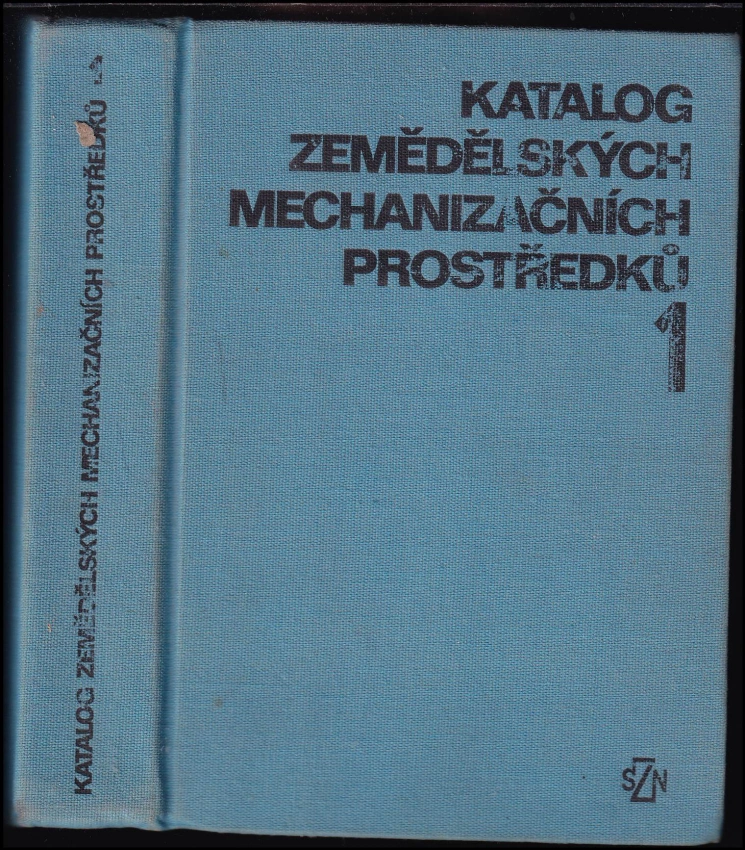 KATALOG ZEMĚDĚLSKÝCH MECHANIZAČNÍCH PROSTŘEDKŮ 1
KATALOG
ZEMĚDĚLSKÝCH
MECHANIZAČNÍCH
PROSTŘEDKŮ
1
SZN